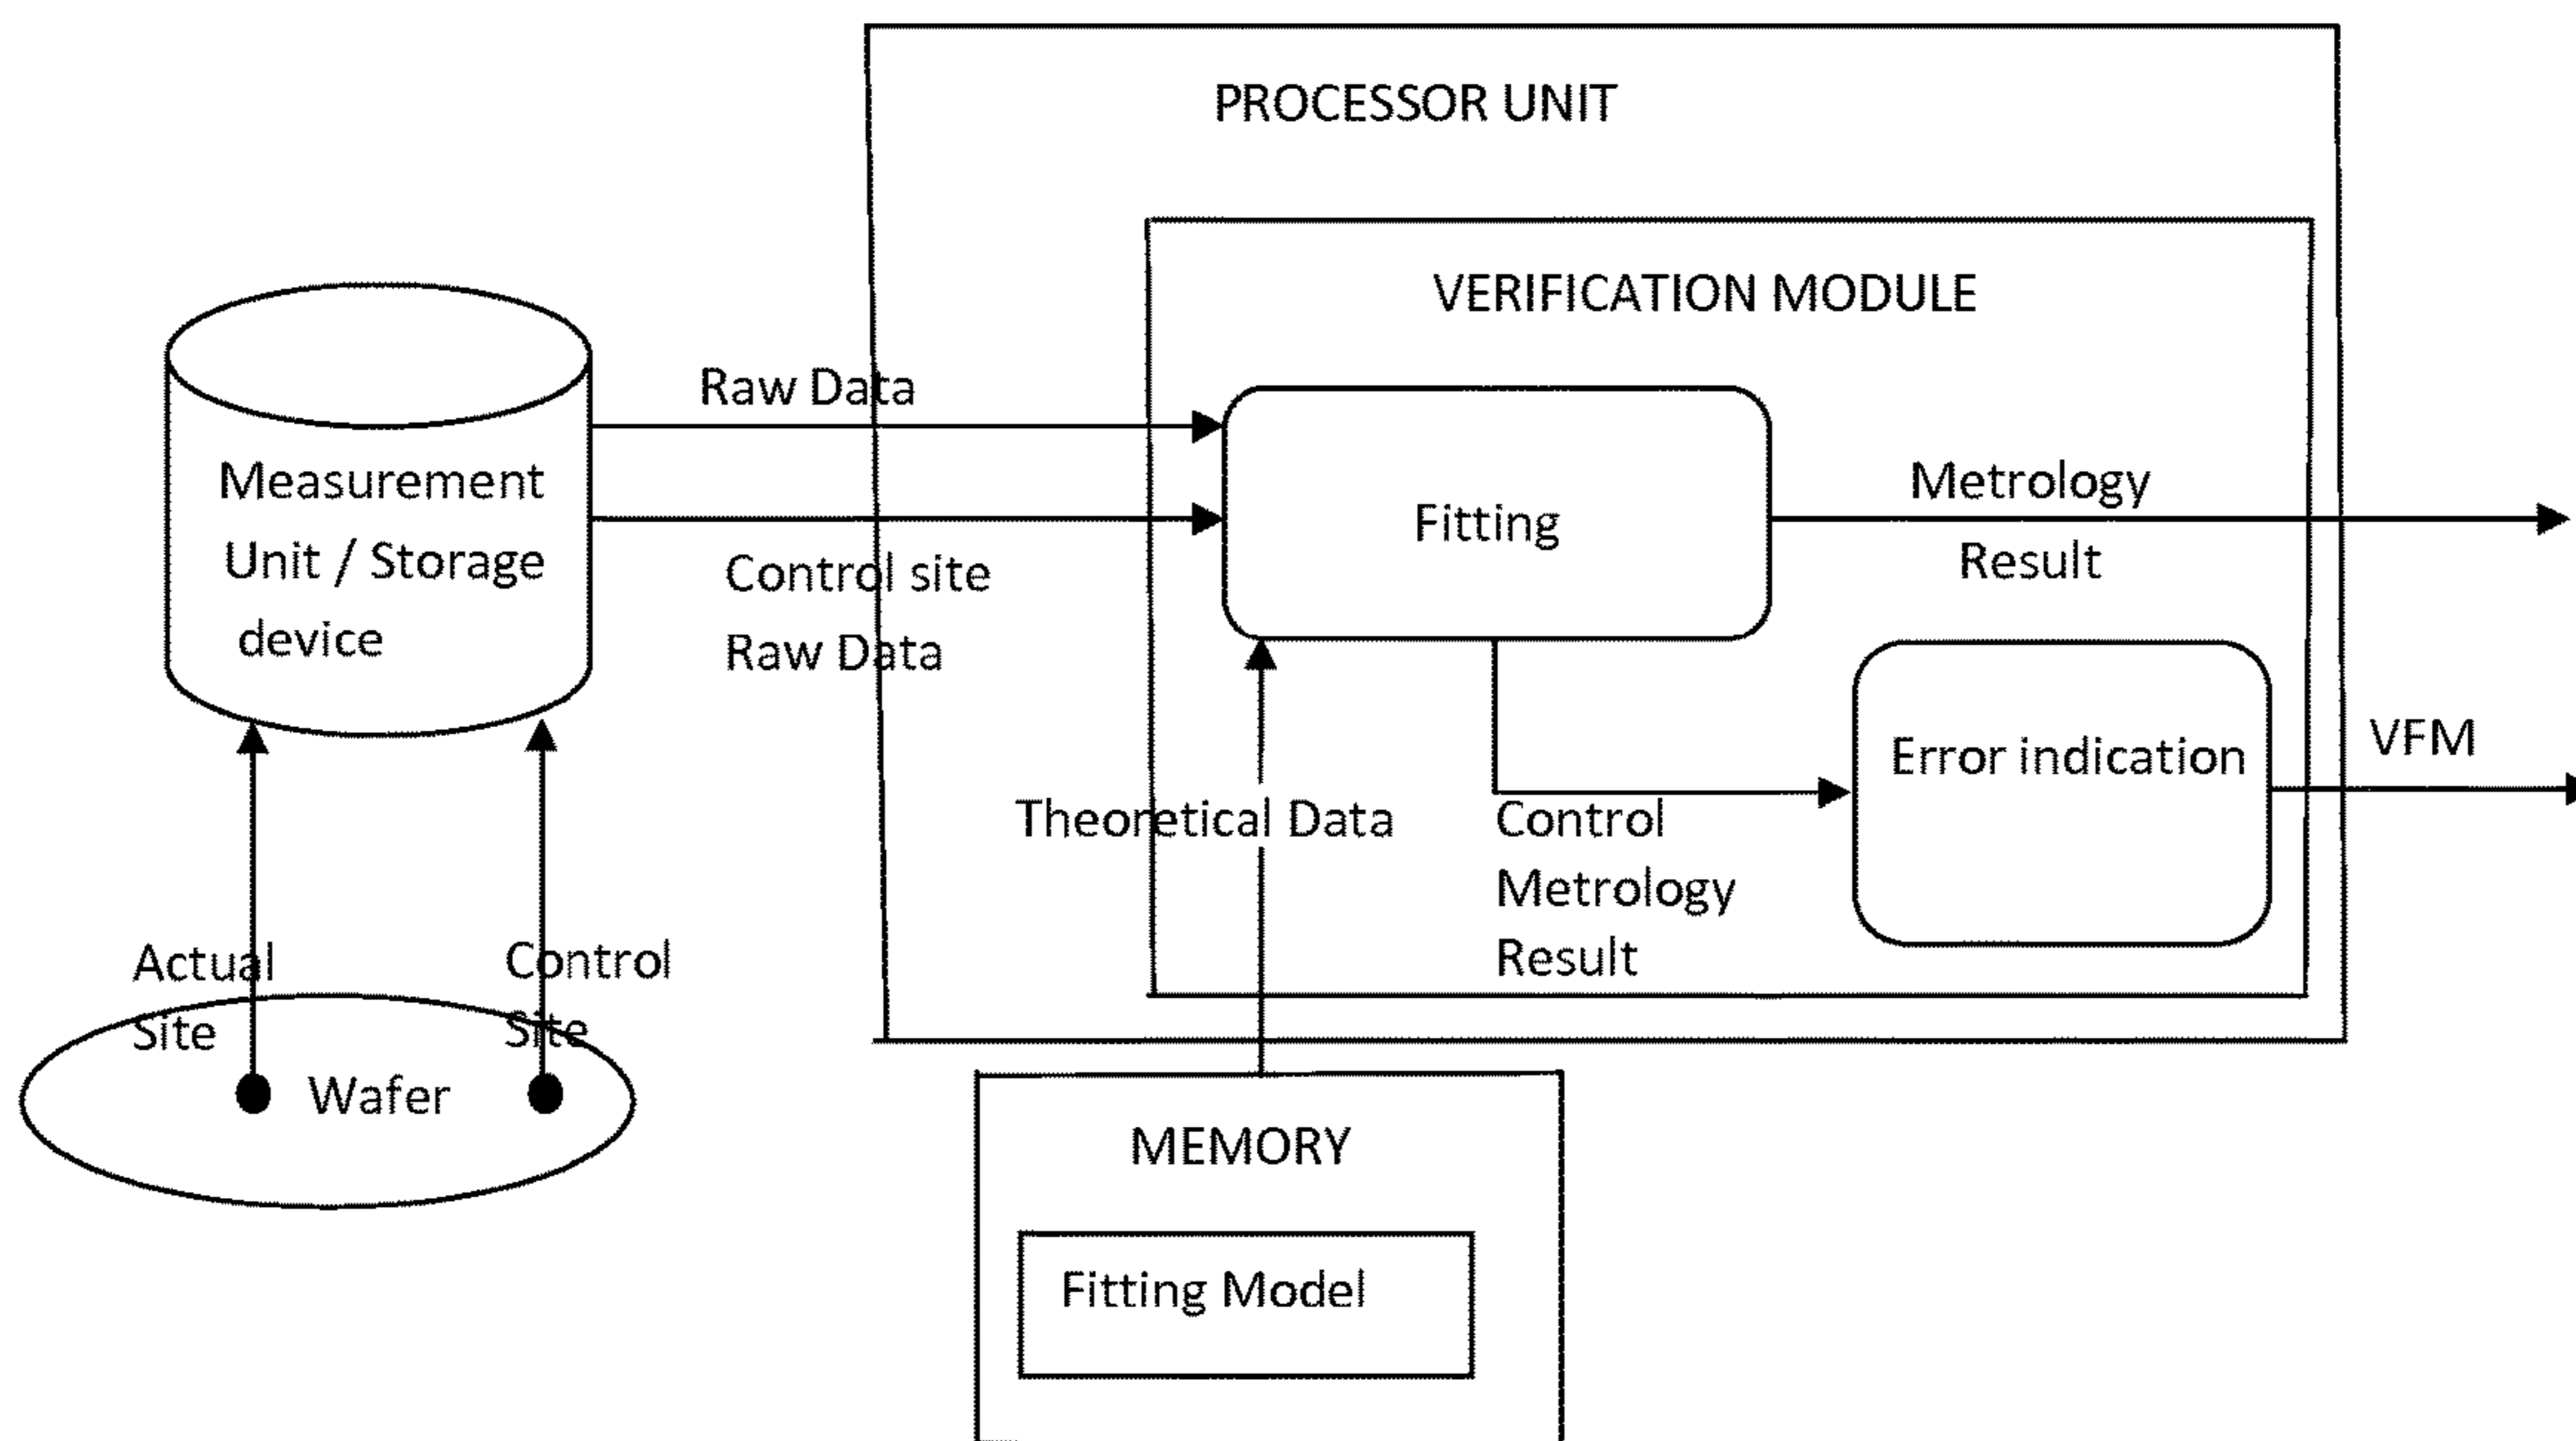 PROCESSOR UNIT
VERIFICATION MODULE
Raw Data
Measurement
Unit / Storage
device
Control site
Raw Data
Fitting
Metrology
Result
Error indication
VFM
Theoretical Data
Control
Metrology
Result
Actual
Site
Control
Site
Wafer
MEMORY
Fitting Model